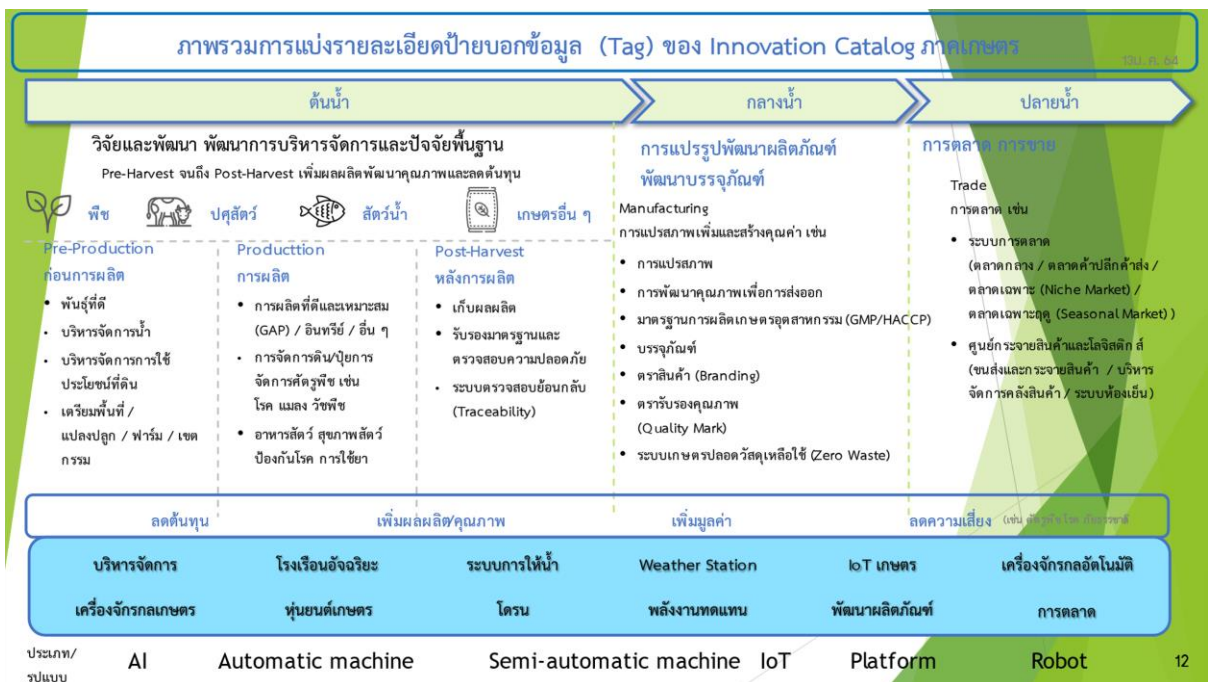 ภาพรวมการแบ่งรายละเอียดป้ายบอกข้อมูล (Tag) ของ Innovation Catalog ภาคเกษตร
13ม.ค. 64
ต้นน้ำ
กลางน้ำ
ปลายน้ำ
วิจัยและพัฒนา พัฒนาการบริหารจัดการและปัจจัยพื้นฐาน
Pre-Harvest จนถึง Post-Harvest เพิ่มผลผลิตพัฒนาคุณภาพและลดต้นทุน
พืช
ปศุสัตว์
สัตว์น้ำ
เกษตรอื่น ๆ
Pre-Production
ก่อนการผลิต
• พันธุ์ที่ดี
• บริหารจัดการน้ำ
• บริหารจัดการการใช้
ประโยชน์ที่ดิน
• เตรียมพื้นที่ /
แปลงปลูก / ฟาร์ม / เขต
กรรม
Producttion
การผลิต
• การผลิตที่ดีและเหมาะสม
(GAP) / อินทรีย์ / อื่น ๆ
• การจัดการดิน/ปุ๋ยการ
จัดการศัตรูพืช เช่น
โรค แมลง วัชพืช
• อาหารสัตว์ สุขภาพสัตว์
ป้องกันโรค การใช้ยา
Post-Harvest
หลังการผลิต
• เก็บผลผลิต
• รับรองมาตรฐานและ
ตรวจสอบความปลอดภัย
• ระบบตรวจสอบย้อนกลับ
(Traceability)
การแปรรูปพัฒนาผลิตภัณฑ์
พัฒนาบรรจุภัณฑ์
Manufacturing
การแปรสภาพเพิ่มและสร้างคุณค่า เช่น
• การแปรสภาพ
• การพัฒนาคุณภาพเพื่อการส่งออก
• มาตรฐานการผลิตเกษตรอุตสาหกรรม (GMP/HACCP)
• บรรจุภัณฑ์
• ตราสินค้า (Branding)
• ตรารับรองคุณภาพ
(Quality Mark)
• ระบบเกษตรปลอดวัสดุเหลือใช้ (Zero Waste)
การตลาด การขาย
Trade
การตลาด เช่น
• ระบบการตลาด
(ตลาดกลาง / ตลาดค้าปลีกค้าส่ง /
ตลาดเฉพาะ (Niche Market) /
ตลาดเฉพาะฤดู (Seasonal Market) )
• ศูนย์กระจายสินค้าและโลจิสติก ส์
(ขนส่งและกระจายสินค้า / บริหาร
จัดการคลังสินค้า / ระบบห้องเย็น)
ลดต้นทุน
เพิ่มผลผลิต/คุณภาพ
เพิ่มมูลค่า
ลดความเสี่ยง (เช่น ศัตรูพืช โรค ภัยธรรมชาติ
บริหารจัดการ
โรงเรือนอัจฉริยะ
ระบบการให้น้ำ
Weather Station
IoT เกษตร
เครื่องจักรกลอัตโนมัติ
เครื่องจักรกลเกษตร
หุ่นยนต์เกษตร
โดรน
พลังงานทดแทน
พัฒนาผลิตภัณฑ์
การตลาด
ประเภท/
รูปแบบ
AI
Automatic machine
Semi-automatic machine
IoT
Platform
Robot
12